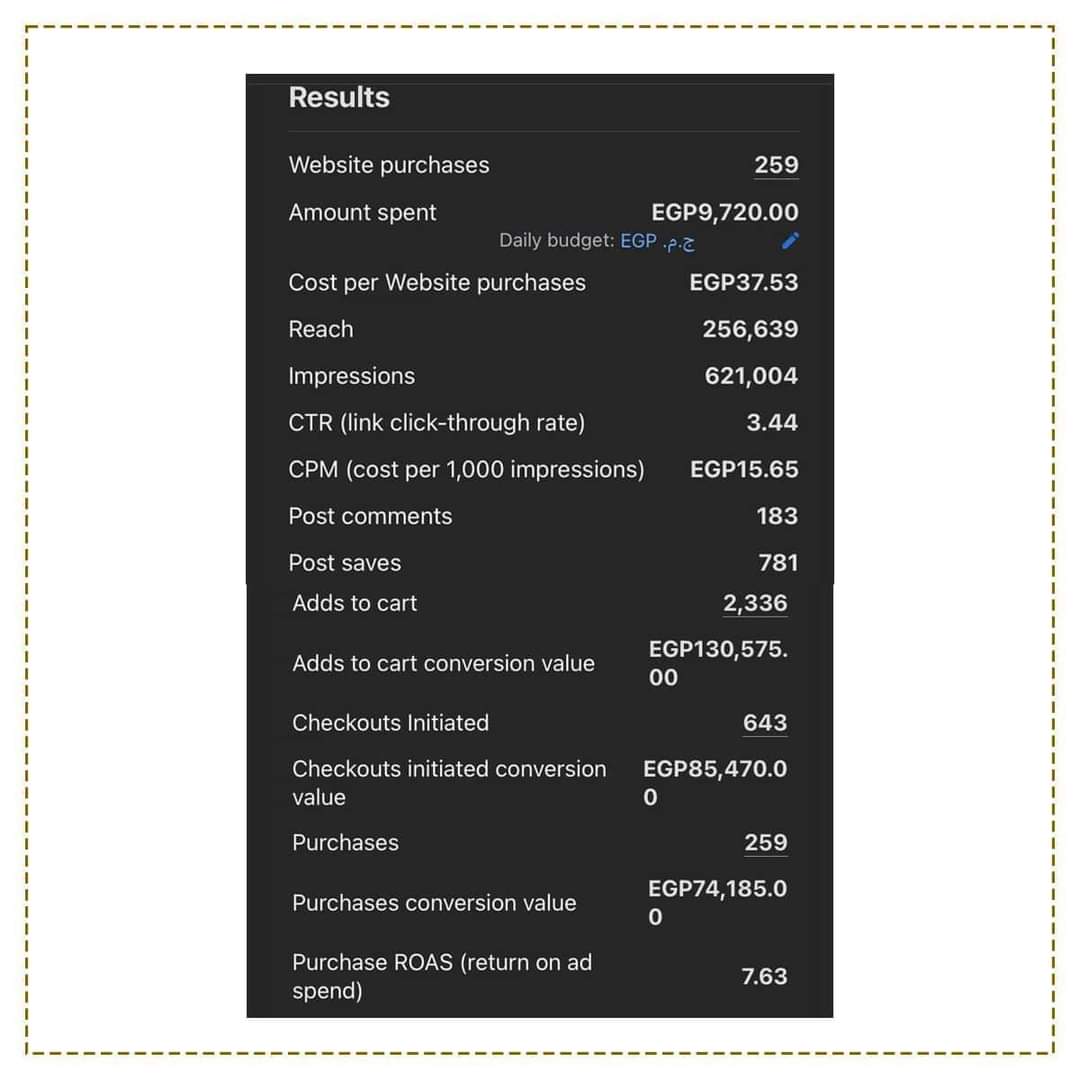 Results
Website purchases 259
Amount spent EGP9,720.00
Daily budget: EGP ج.م.
Cost per Website purchases EGP37.53
Reach 256,639
Impressions 621,004
CTR (link click-through rate) 3.44
CPM (cost per 1,000 impressions) EGP15.65
Post comments 183
Post saves 781
Adds to cart 2,336
Adds to cart conversion value EGP130,575.
00
Checkouts Initiated 643
Checkouts initiated conversion EGP85,470.0
value 0
Purchases 259
Purchases conversion value EGP74,185.0
0
Purchase ROAS (return on ad
spend) 7.63